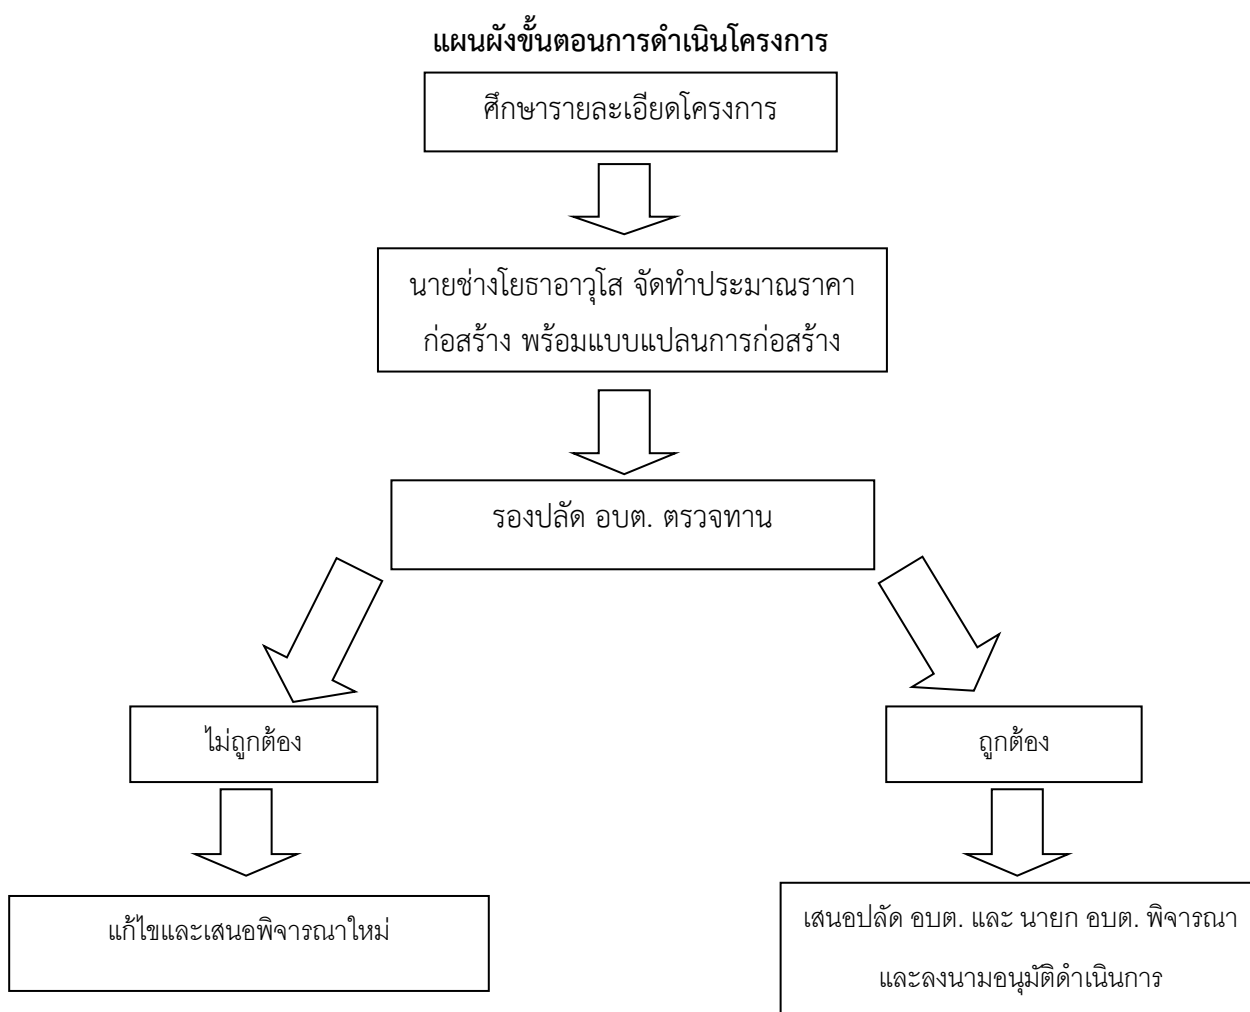 แผนผังขั้นตอนการดำเนินโครงการ
ศึกษารายละเอียดโครงการ
นายช่างโยธาอาวุโส จัดทำประมาณราคา
ก่อสร้าง พร้อมแบบแปลนการก่อสร้าง
รองปลัด อบต. ตรวจทาน
ไม่ถูกต้อง
ถูกต้อง
แก้ไขและเสนอพิจารณาใหม่
เสนอปลัด อบต. และ นายก อบต. พิจารณา
และลงนามอนุมัติดำเนินการ